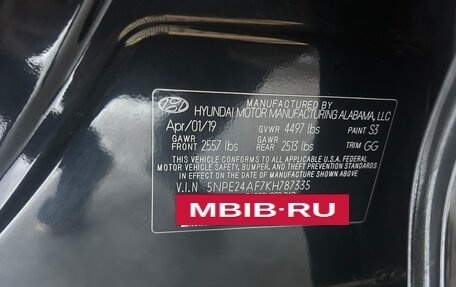 MANUFACTURED BY
HYUNDAI MOTOR MANUFACTURING ALABAMA, LLC
Apr/01/19 GVWR 4497 lbs PAINT S3
GAWR FRONT 2557 lbs GAWR REAR 2513 lbs TRIM GG
THIS VEHICLE CONFORMS TO ALL APPLICABLE U.S. FEDERAL
MOTOR VEHICLE SAFETY, BUMPER, AND THEFT PREVENTION STANDARDS
IN EFFECT ON THE DATE OF MANUFACTURE SHOWN ABOVE.
V.I.N 5NPE24AF7KH787335
MBIB-RU